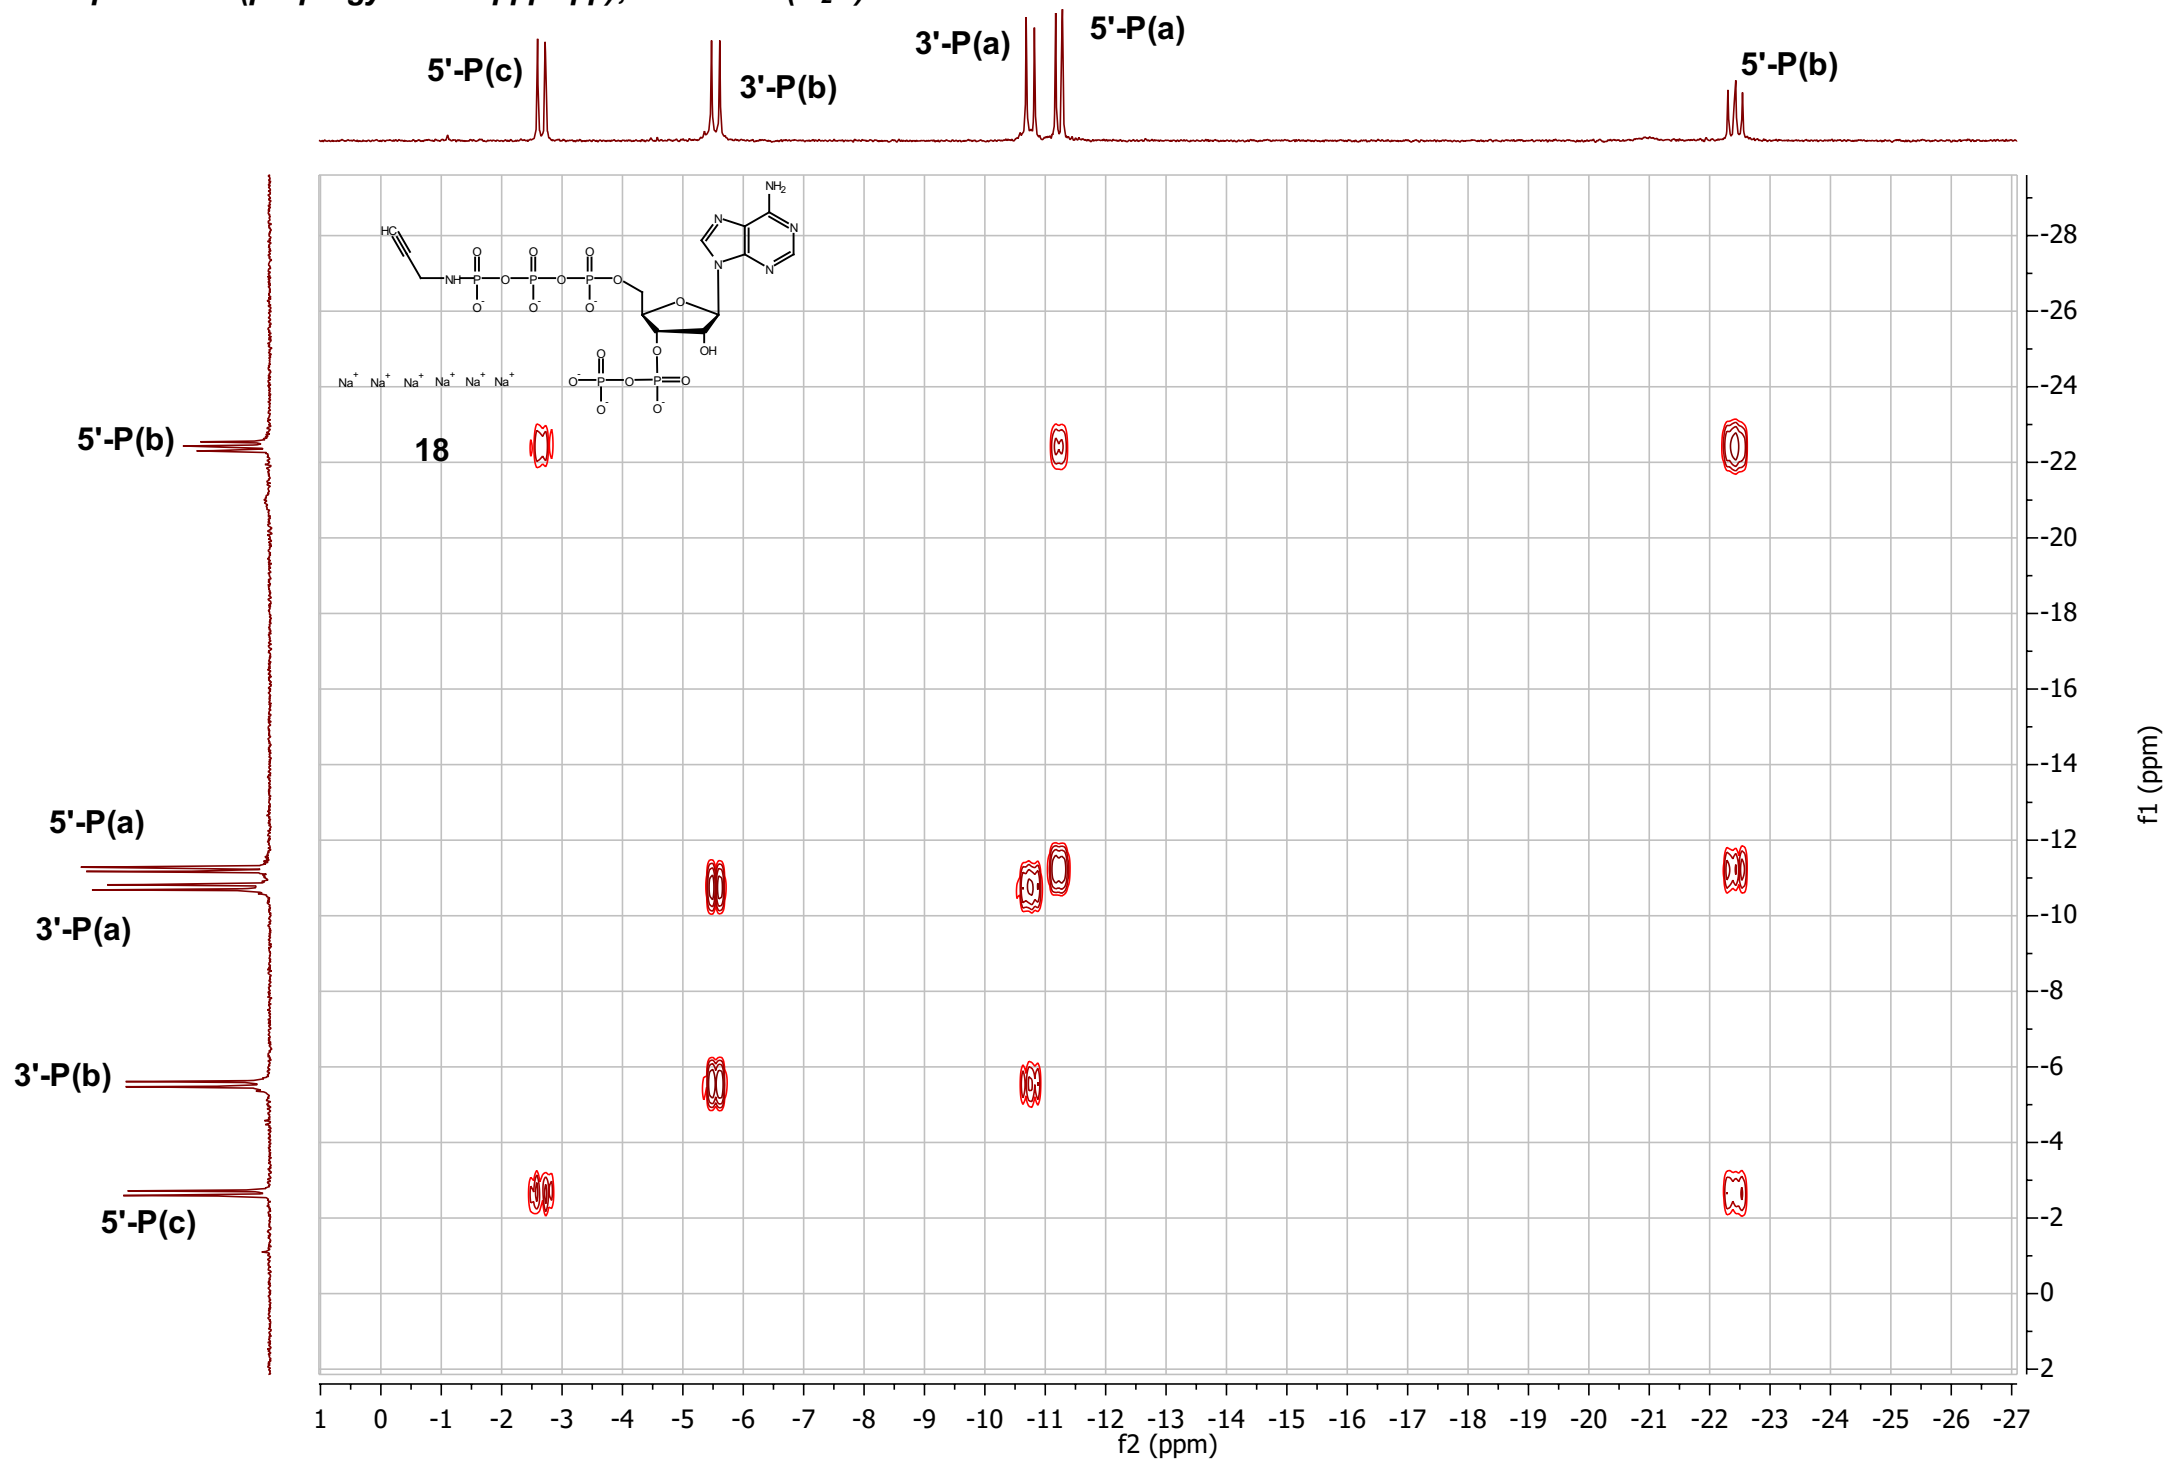 5'-P(c)
3'-P(b)
3'-P(a)
5'-P(a)
5'-P(b)
NH2
N
N
N
N
HC
O
O
O
NH
P
O
P
O
P
O
O-
O-
O-
O
O
OH
O
O-
P
O
P
O
O-
O-
Na+ Na+ Na+ Na+ Na+ Na+
18
5'-P(b)
5'-P(a)
3'-P(a)
3'-P(b)
5'-P(c)
-28
-26
-24
-22
-20
-18
-16
-14
-12
-10
-8
-6
-4
-2
0
2
f1 (ppm)
1 0 -1 -2 -3 -4 -5 -6 -7 -8 -9 -10 -11 -12 -13 -14 -15 -16 -17 -18 -19 -20 -21 -22 -23 -24 -25 -26 -27
f2 (ppm)